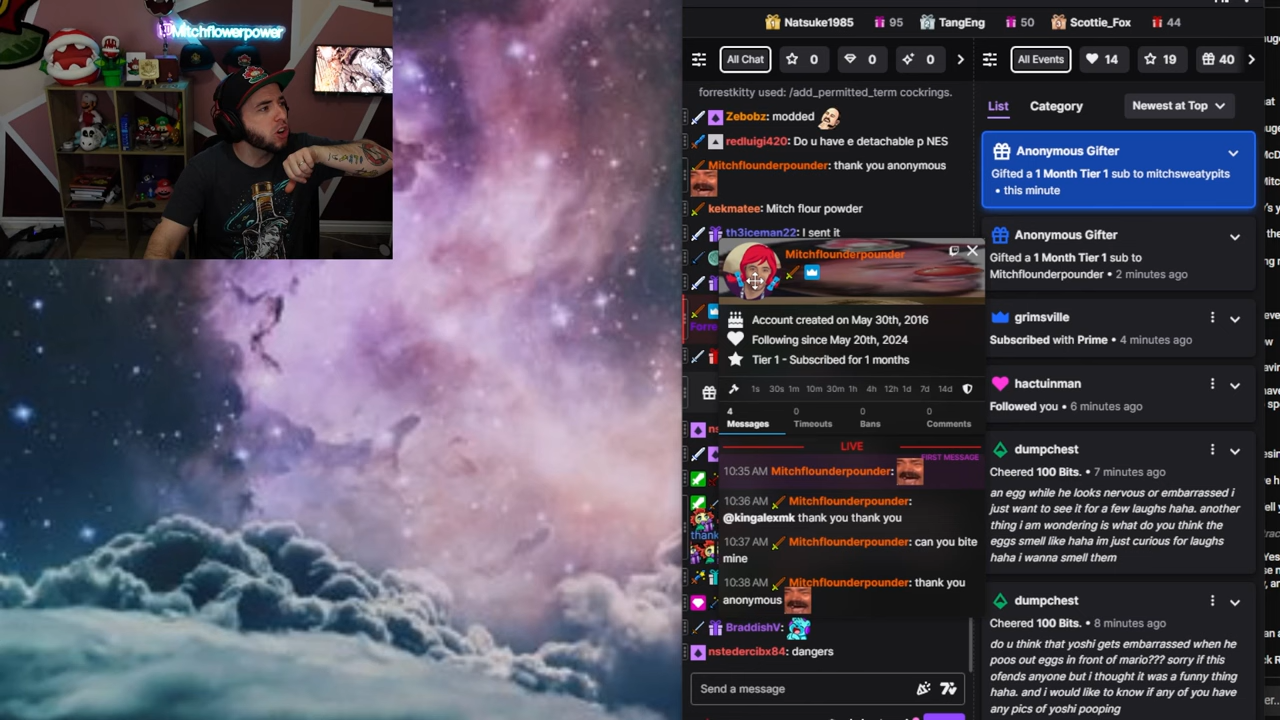 Mitchflowerpower
Natsuke1985 95 TangEng 50 Scottie_Fox 44
All Chat 0 0 0
forrestkitty used: /add_permitted_term cockrings.
Zebobz: modded
redluigi420: Do u have e detachable p NES
Mitchflounderpounder: thank you anonymous
kekmatee: Mitch flour powder
th3iceman22: I sent it
Mitchflounderpounder
Account created on May 30th, 2016
Following since May 20th, 2024
Tier 1 - Subscribed for 1 months
1s 30s 1m 10m 30m 1h 4h 12h 1d 7d 14d
4 0 0 0
Messages Timeouts Bans Comments
LIVE
FIRST MESSAGE
10:35 AM Mitchflounderpounder:
10:36 AM Mitchflounderpounder:
@kingalexmk thank you thank you
10:37 AM Mitchflounderpounder: can you bite
mine
10:38 AM Mitchflounderpounder: thank you
anonymous
BraddishV:
nstedercibx84: dangers
Send a message
All Events 14 19 40
List Category Newest at Top
Anonymous Gifter
Gifted a 1 Month Tier 1 sub to mitchsweatypits
• this minute
Anonymous Gifter
Gifted a 1 Month Tier 1 sub to
Mitchflounderpounder • 2 minutes ago
grimsville
Subscribed with Prime • 4 minutes ago
hactuinman
Followed you • 6 minutes ago
dumpchest
Cheered 100 Bits. • 7 minutes ago
an egg while he looks nervous or embarrassed i
just want to see it for a few laughs haha. another
thing i am wondering is what do you think the
eggs smell like haha im just curious for laughs
haha i wanna smell them
dumpchest
Cheered 100 Bits. • 8 minutes ago
do u think that yoshi gets embarrassed when he
poos out eggs in front of mario??? sorry if this
ofends anyone but i thought it was a funny thing
haha. and i would like to know if any of you have
any pics of yoshi pooping